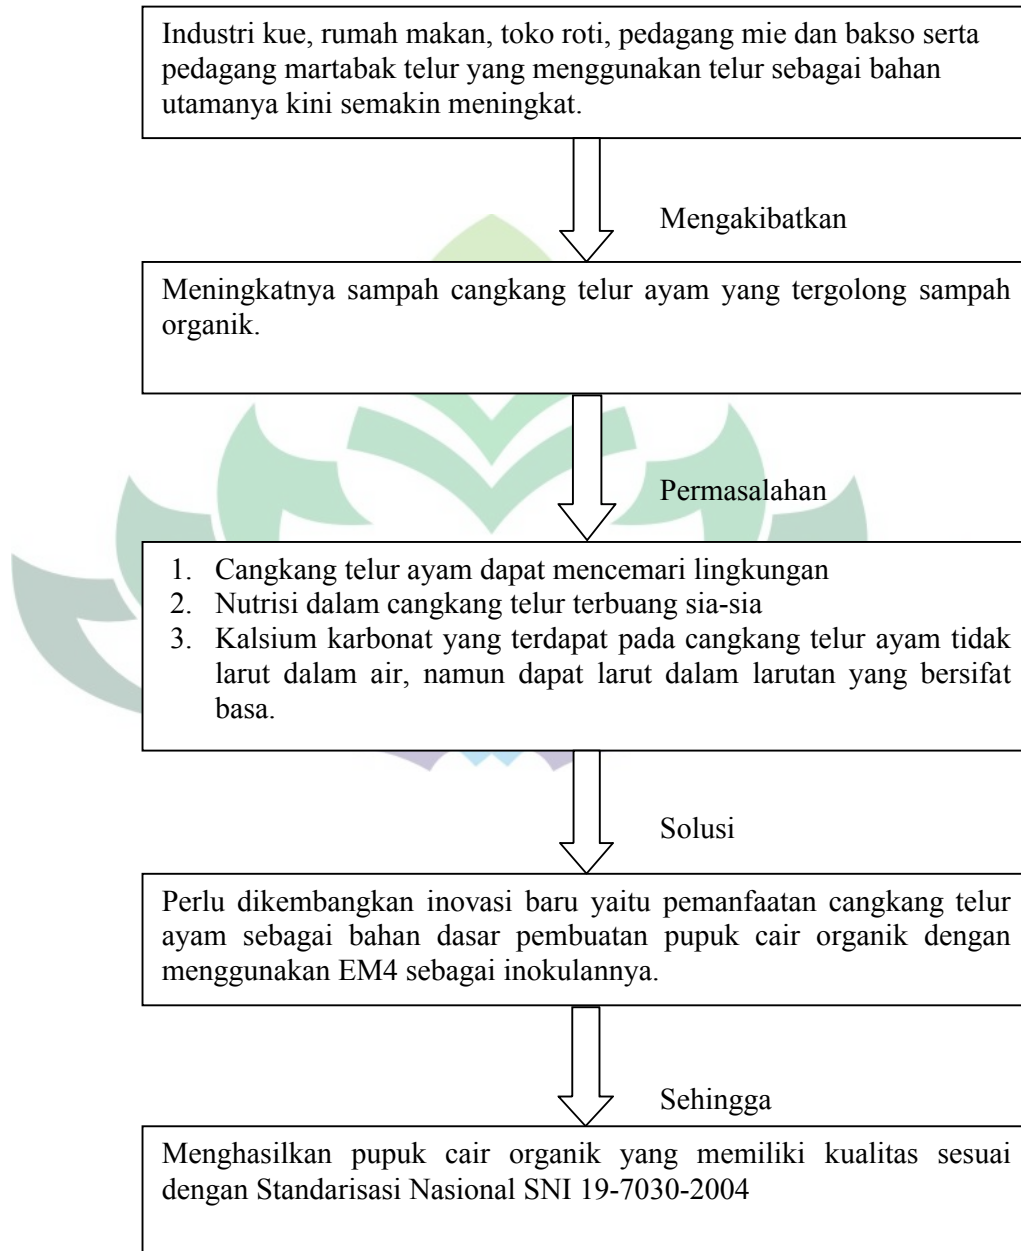 Industri kue, rumah makan, toko roti, pedagang mie dan bakso serta
pedagang martabak telur yang menggunakan telur sebagai bahan
utamanya kini semakin meningkat.
Mengakibatkan
Meningkatnya sampah cangkang telur ayam yang tergolong sampah
organik.
Permasalahan
1. Cangkang telur ayam dapat mencemari lingkungan
2. Nutrisi dalam cangkang telur terbuang sia-sia
3. Kalsium karbonat yang terdapat pada cangkang telur ayam tidak
larut dalam air, namun dapat larut dalam larutan yang bersifat
basa.
Solusi
Perlu dikembangkan inovasi baru yaitu pemanfaatan cangkang telur
ayam sebagai bahan dasar pembuatan pupuk cair organik dengan
menggunakan EM4 sebagai inokulannya.
Sehingga
Menghasilkan pupuk cair organik yang memiliki kualitas sesuai
dengan Standarisasi Nasional SNI 19-7030-2004